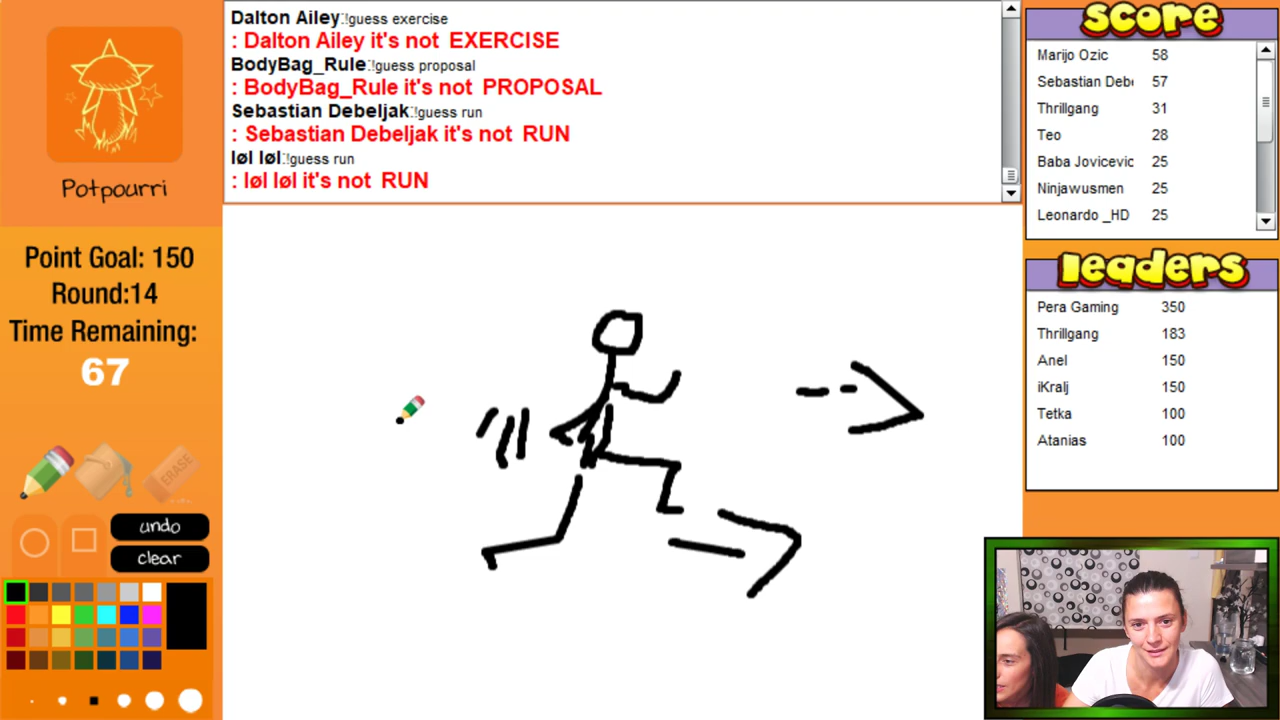 Dalton Ailey:!guess exercise
: Dalton Ailey it's not EXERCISE
BodyBag_Rule:!guess proposal
: BodyBag_Rule it's not PROPOSAL
Sebastian Debeljak:!guess run
: Sebastian Debeljak it's not RUN
løl løl:!guess run
: løl løl it's not RUN
Potpourri
Point Goal: 150
Round:14
Time Remaining:
67
ERASE
undo
clear
score
Marijo Ozic 58
Sebastian Debe 57
Thrillgang 31
Teo 28
Baba Jovicevic 25
Ninjawusmen 25
Leonardo _HD 25
leaders
Pera Gaming 350
Thrillgang 183
Anel 150
iKralj 150
Tetka 100
Atanias 100